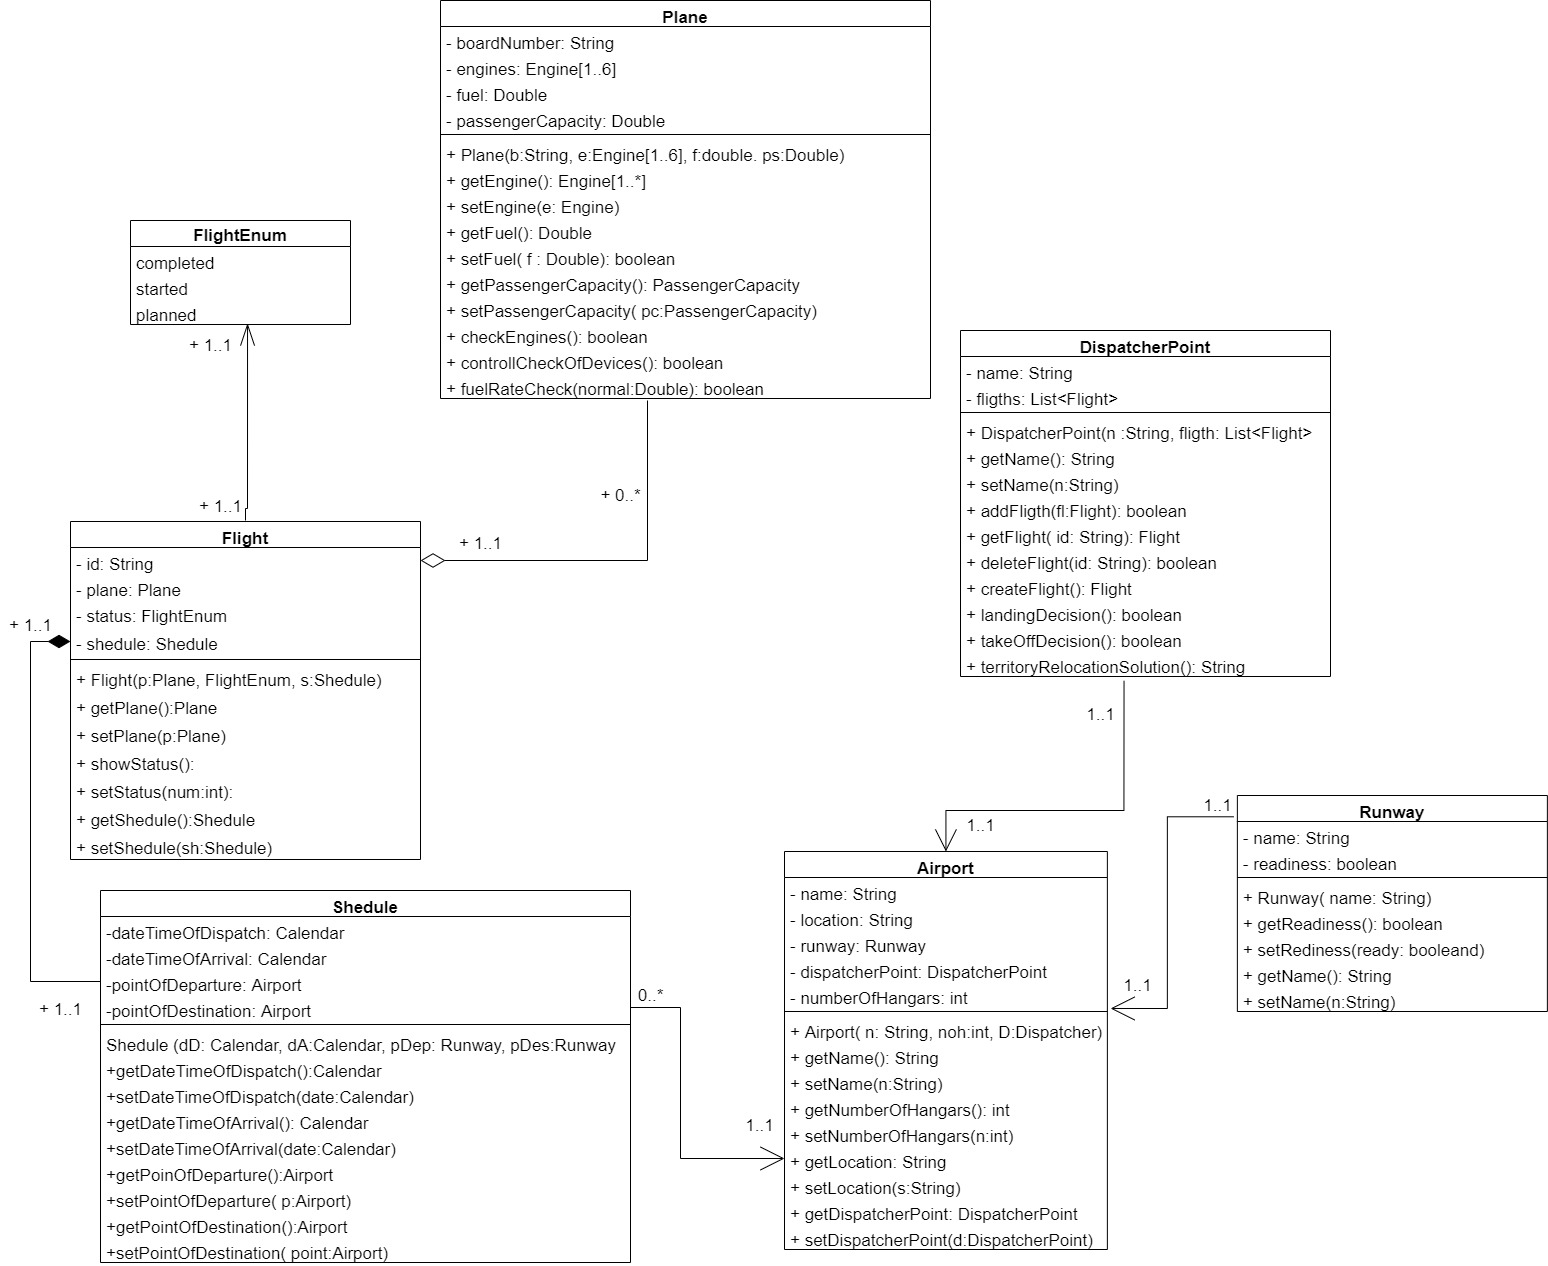 Plane
- boardNumber: String
- engines: Engine[1..6]
- fuel: Double
- passengerCapacity: Double
+ Plane(b:String, e:Engine[1..6], f:double. ps:Double)
+ getEngine(): Engine[1..*]
+ setEngine(e: Engine)
+ getFuel(): Double
+ setFuel( f : Double): boolean
+ getPassengerCapacity(): PassengerCapacity
+ setPassengerCapacity( pc:PassengerCapacity)
+ checkEngines(): boolean
+ controllCheckOfDevices(): boolean
+ fuelRateCheck(normal:Double): boolean
FlightEnum
completed
started
planned
+ 1..1
+ 1..1
+ 0..*
+ 1..1
Flight
- id: String
- plane: Plane
- status: FlightEnum
- shedule: Shedule
+ Flight(p:Plane, FlightEnum, s:Shedule)
+ getPlane():Plane
+ setPlane(p:Plane)
+ showStatus():
+ setStatus(num:int):
+ getShedule():Shedule
+ setShedule(sh:Shedule)
+ 1..1
+ 1..1
DispatcherPoint
- name: String
- fligths: List<Flight>
+ DispatcherPoint(n :String, fligth: List<Flight>
+ getName(): String
+ setName(n:String)
+ addFligth(fl:Flight): boolean
+ getFlight( id: String): Flight
+ deleteFlight(id: String): boolean
+ createFlight(): Flight
+ landingDecision(): boolean
+ takeOffDecision(): boolean
+ territoryRelocationSolution(): String
1..1
1..1
Runway
- name: String
- readiness: boolean
+ Runway( name: String)
+ getReadiness(): boolean
+ setRediness(ready: booleand)
+ getName(): String
+ setName(n:String)
1..1
1..1
Shedule
-dateTimeOfDispatch: Calendar
-dateTimeOfArrival: Calendar
-pointOfDeparture: Airport
-pointOfDestination: Airport
Shedule (dD: Calendar, dA:Calendar, pDep: Runway, pDes:Runway
+getDateTimeOfDispatch():Calendar
+setDateTimeOfDispatch(date:Calendar)
+getDateTimeOfArrival(): Calendar
+setDateTimeOfArrival(date:Calendar)
+getPoinOfDeparture():Airport
+setPointOfDeparture( p:Airport)
+getPointOfDestination():Airport
+setPointOfDestination( point:Airport)
0..*
1..1
Airport
- name: String
- location: String
- runway: Runway
- dispatcherPoint: DispatcherPoint
- numberOfHangars: int
+ Airport( n: String, noh:int, D:Dispatcher)
+ getName(): String
+ setName(n:String)
+ getNumberOfHangars(): int
+ setNumberOfHangars(n:int)
+ getLocation: String
+ setLocation(s:String)
+ getDispatcherPoint: DispatcherPoint
+ setDispatcherPoint(d:DispatcherPoint)